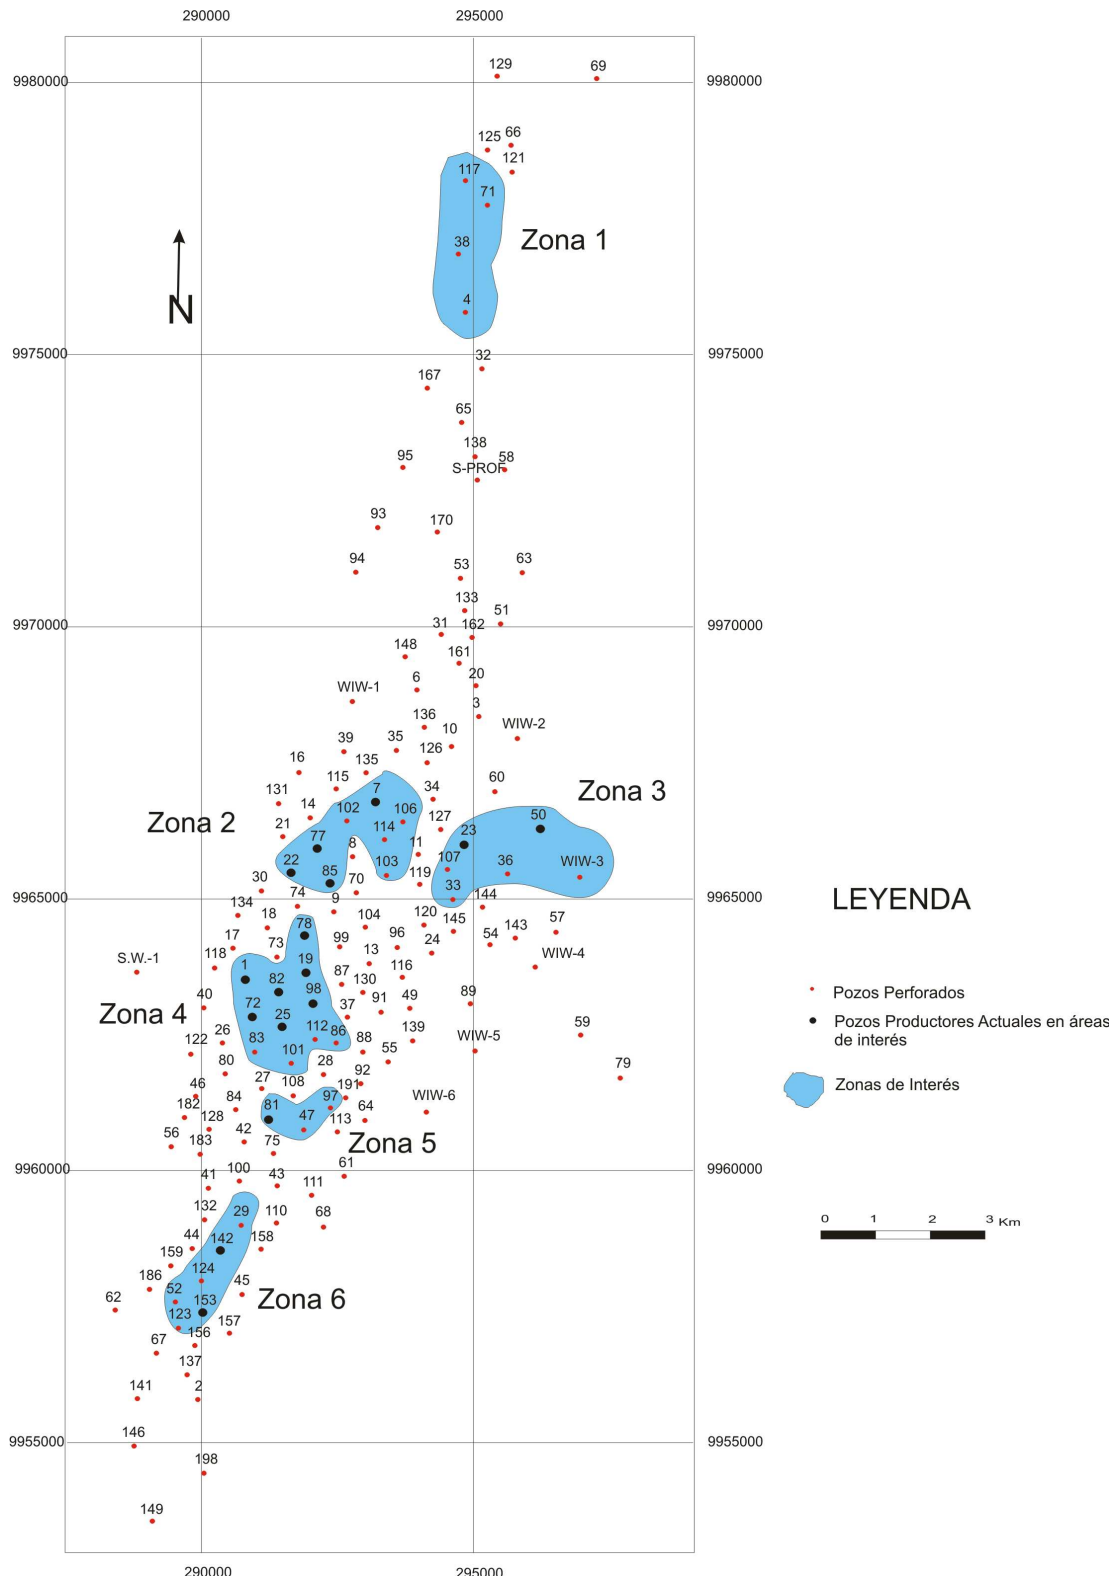 290000 295000
9980000 9980000
129 69
125 66
121
117
71
Zona 1
38
N
4
9975000 9975000
32
167
65
138
95 58
S-PROF
93 170
94 53 63
133
51
9970000 9970000
31 162
148 161
6 20
WIW-1
3
136 10 WIW-2
39 35 126
16 135
115 7 34 60 Zona 3
131 14 102 106
Zona 2 127 50
21 77 114 23
8 11
22 85 103 107 36 WIW-3
30 70 119 33
9965000 9965000
134 74 9 144
LEYENDA
18 78 104 120 145 143 57
17 73 99 96 24 54
S.W.-1 118 1 19 13 WIW-4
82 87 130 116
40 72 98 91 49 89
Pozos Perforados
Zona 4 25 37
Pozos Productores Actuales en áreas
de interés
26 83 112 86 88 139 WIW-5 59
122 101 55
80 28 79
Zonas de Interés
46 27 108 92
84 191 WIW-6
182 81 97 64
128 47 113
56 183 42 75 Zona 5
61
9960000 9960000
41 100 43 111
132 29 110 68
44 142 158
159 124
186 52 45
62 153 Zona 6
123 157
67 156
137
141 2
146
9955000 9955000
198
149
0 1 2 3 Km
290000 295000